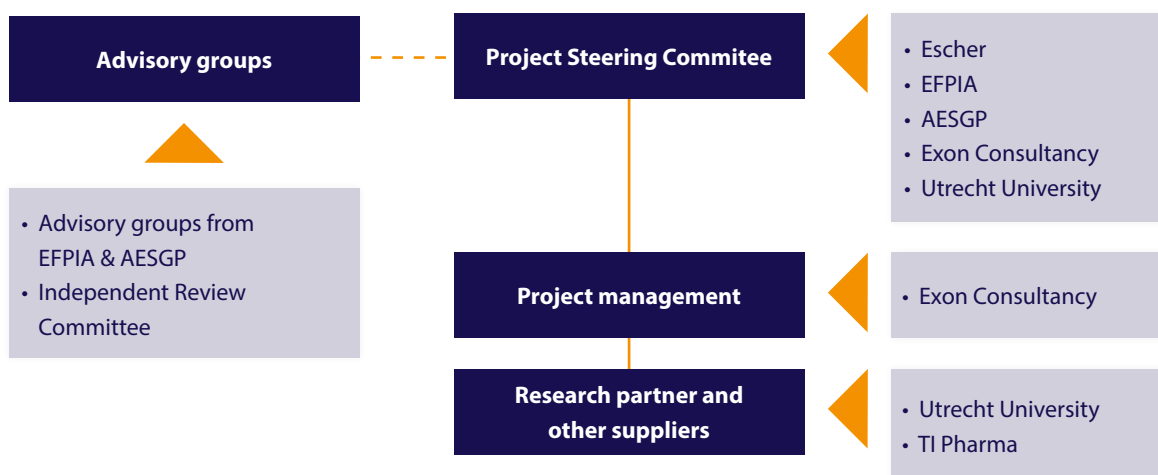 Advisory groups
Project Steering Commitee
• Escher
• EFPIA
• AESGP
• Exon Consultancy
• Utrecht University
• Advisory groups from
EFPIA & AESGP
• Independent Review
Committee
Project management
• Exon Consultancy
Research partner and
other suppliers
• Utrecht University
• TI Pharma